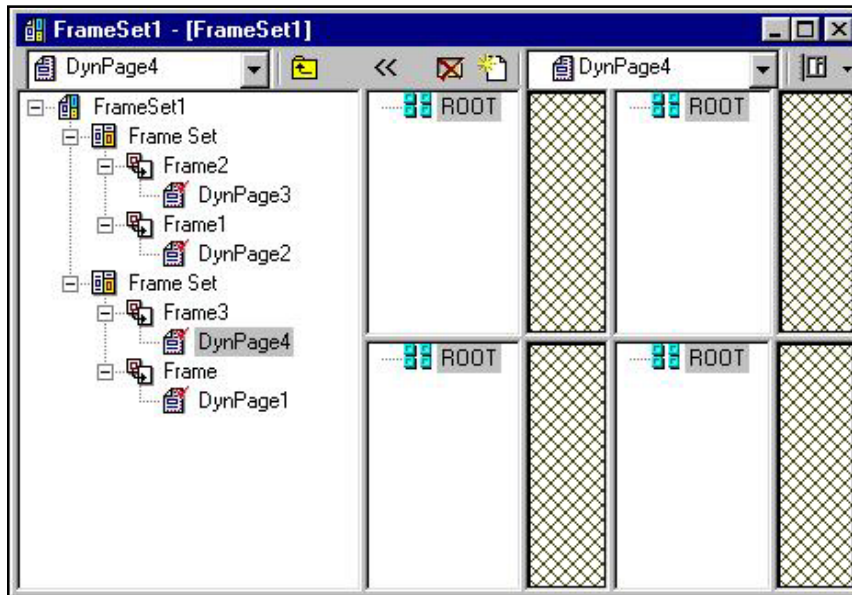 FrameSet1 - [FrameSet1]
DynPage4 << DynPage4
FrameSet1
Frame Set
Frame2
DynPage3
Frame1
DynPage2
Frame Set
Frame3
DynPage4
Frame
DynPage1
ROOT ROOT
ROOT ROOT